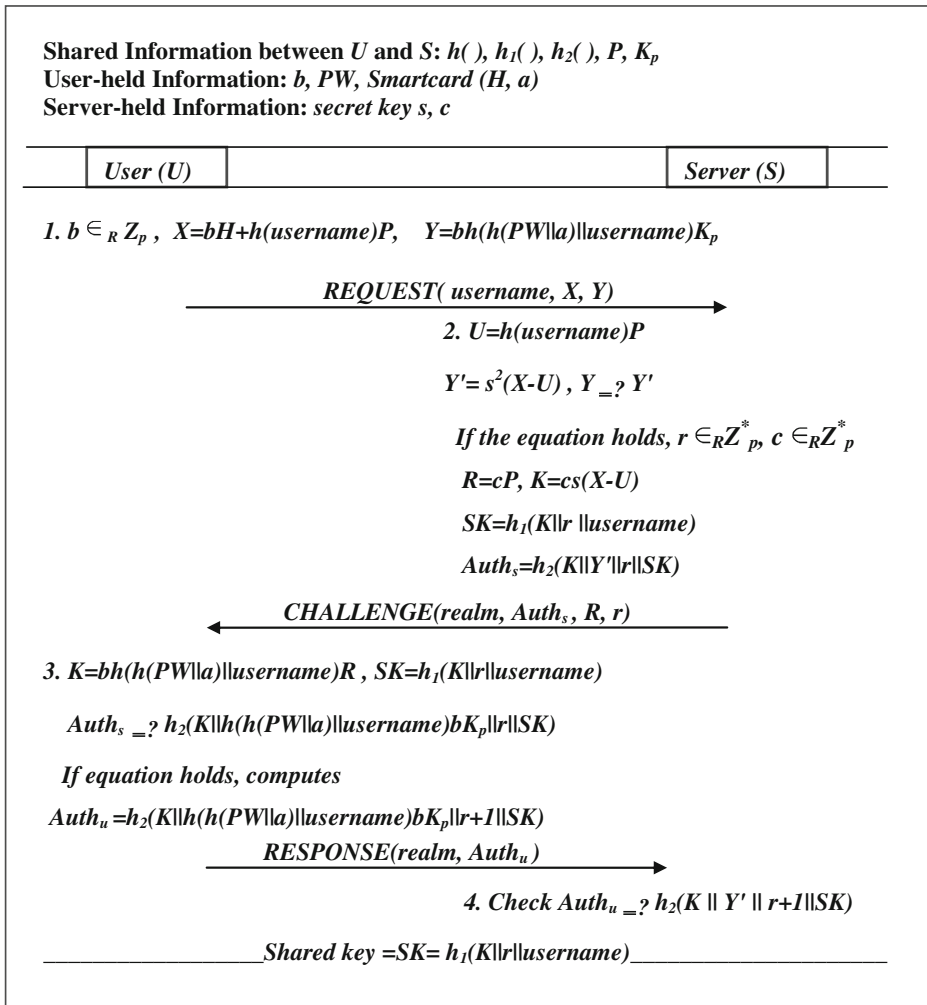 Shared Information between U and S: h( ), h₁( ), h₂( ), P, Kₚ
User-held Information: b, PW, Smartcard (H, a)
Server-held Information: secret key s, c
User (U)
Server (S)
1. b ∈ R Zₚ , X=bH+h(username)P, Y=bh(h(PW||a)||username)Kₚ
REQUEST( username, X, Y)
2. U=h(username)P
Y'= s²(X-U) , Y =? Y'
If the equation holds, r ∈R Z*p, c ∈R Z*p
R=cP, K=cs(X-U)
SK=h₁(K||r ||username)
Authₛ=h₂(K||Y'||r||SK)
CHALLENGE(realm, Authₛ , R, r)
3. K=bh(h(PW||a)||username)R , SK=h₁(K||r||username)
Authₛ =? h₂(K||h(h(PW||a)||username)bKₚ||r||SK)
If equation holds, computes
Authᵤ =h₂(K||h(h(PW||a)||username)bKₚ||r+1||SK)
RESPONSE(realm, Authᵤ )
4. Check Authᵤ =? h₂(K || Y' || r+1||SK)
Shared key =SK= h₁(K||r||username)